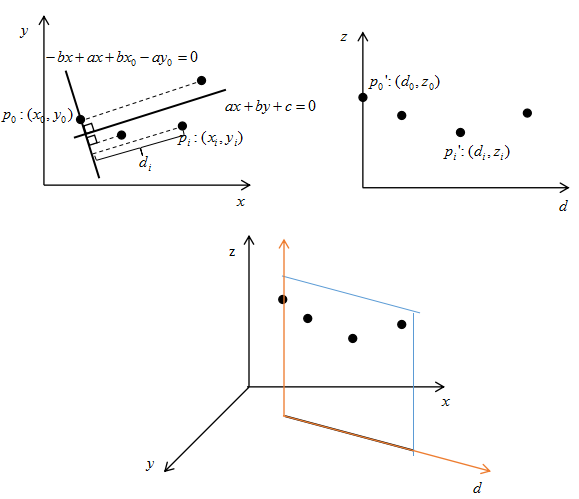 y
−bx + ax + bx₀ − ay₀ = 0
p₀ : (x₀, y₀)
ax + by + c = 0
pᵢ : (xᵢ, yᵢ)
dᵢ
x
z
p₀' : (d₀, z₀)
pᵢ' : (dᵢ, zᵢ)
d
z
x
y
d